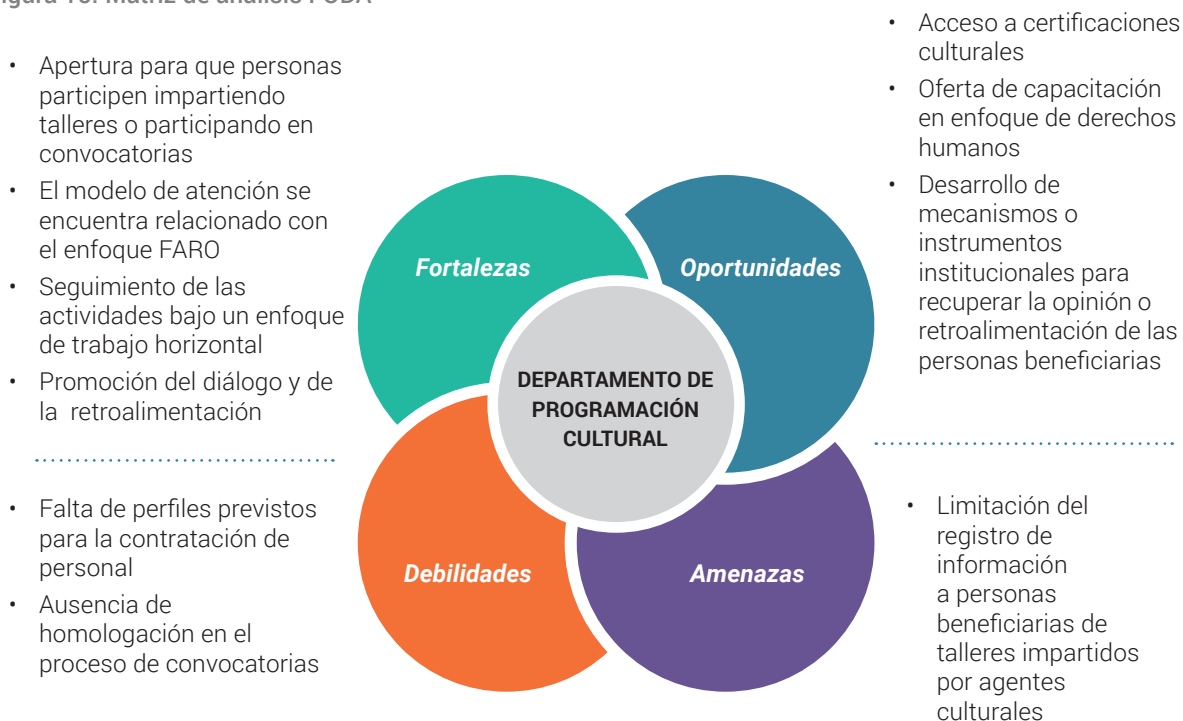 Matriz de análisis
• Apertura para que personas
participen impartiendo
talleres o participando en
convocatorias
• El modelo de atención se
encuentra relacionado con
el enfoque FARO
• Seguimiento de las
actividades bajo un enfoque
de trabajo horizontal
• Promoción del diálogo y de
la retroalimentación
• Falta de perfiles previstos
para la contratación de
personal
• Ausencia de
homologación en el
proceso de convocatorias
Fortalezas
Oportunidades
DEPARTAMENTO DE
PROGRAMACIÓN
CULTURAL
Debilidades
Amenazas
• Acceso a certificaciones
culturales
• Oferta de capacitación
en enfoque de derechos
humanos
• Desarrollo de
mecanismos o
instrumentos
institucionales para
recuperar la opinión o
retroalimentación de las
personas beneficiarias
• Limitación del
registro de
información
a personas
beneficiarias de
talleres impartidos
por agentes
culturales